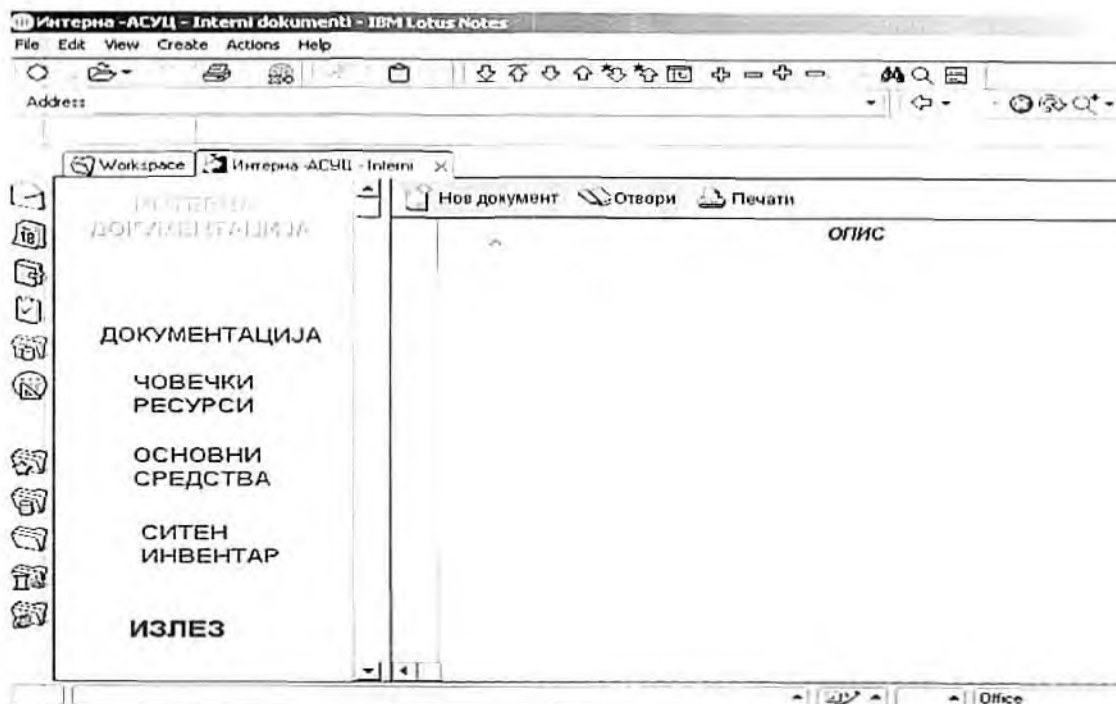 Интерна -АСУЦ - Interni dokumenti - IBM Lotus Notes
File Edit View Create Actions Help
Address
Workspace Интерна -АСУЦ - Interni
ДОКУМЕНТАЦИЈА
Нов документ Отвори Печати
ОПИС
ДОКУМЕНТАЦИЈА
ЧОВЕЧКИ
РЕСУРСИ
ОСНОВНИ
СРЕДСТВА
СИТЕН
ИНВЕНТАР
ИЗЛЕЗ
Office